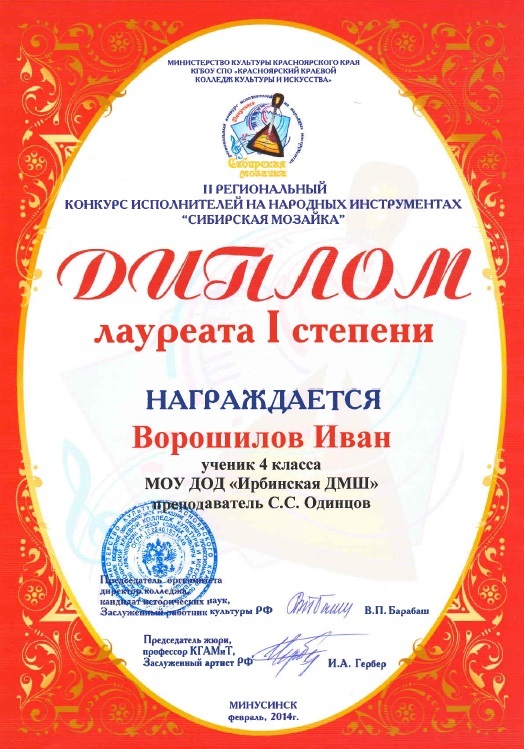 МИНИСТЕРСТВО КУЛЬТУРЫ КРАСНОЯРСКОГО КРАЯ
КГБОУ СПО «КРАСНОЯРСКИЙ КРАЕВОЙ
КОЛЛЕДЖ КУЛЬТУРЫ И ИСКУССТВА»
Сибирская
мозаика
II РЕГИОНАЛЬНЫЙ
КОНКУРС ИСПОЛНИТЕЛЕЙ НА НАРОДНЫХ ИНСТРУМЕНТАХ
“СИБИРСКАЯ МОЗАЙКА”
ДИПЛОМ
лауреата I степени
НАГРАЖДАЕТСЯ
Ворошилов Иван
ученик 4 класса
МОУ ДОД «Ирбинская ДМШ»
преподаватель С.С. Одинцов
Председатель оргкомитета
директор колледжа,
кандидат исторических наук,
Заслуженный работник культуры РФ
В.П. Барабаш
Председатель жюри,
профессор КГАМиТ,
Заслуженный артист РФ
И.А. Гербер
МИНУСИНСК
февраль, 2014г.